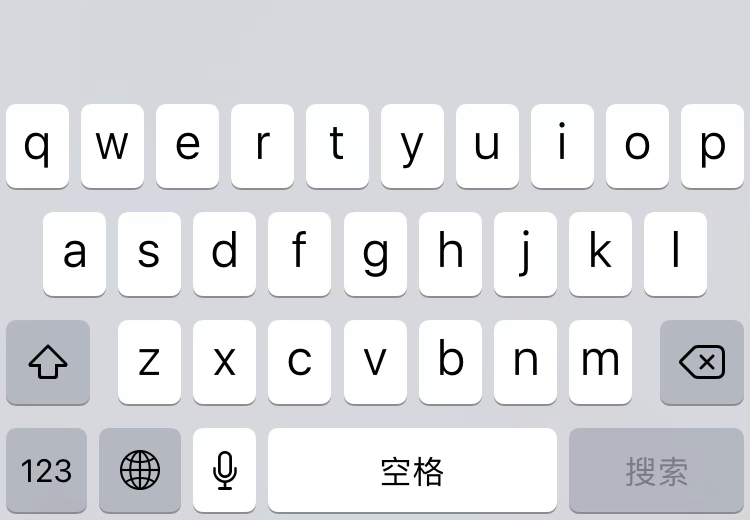 q w e r t y u i o p
a s d f g h j k l
z x c v b n m
123 空格 搜索